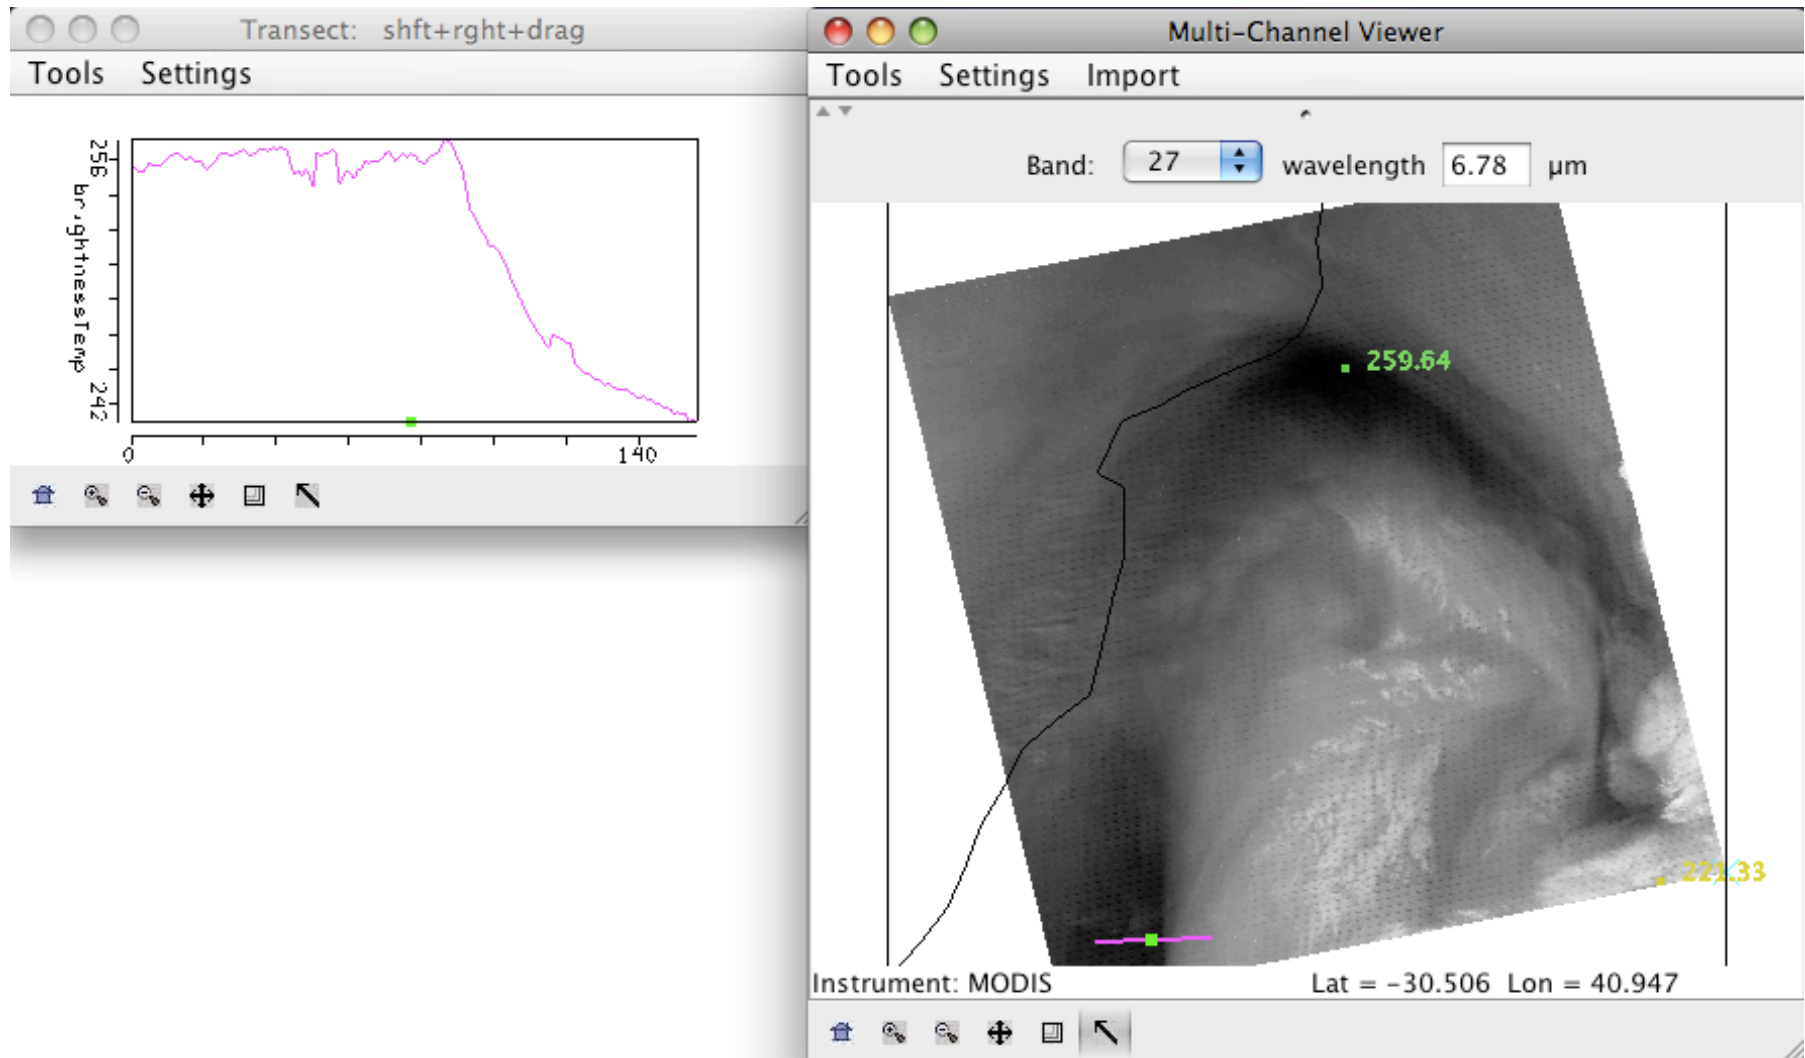 Transect: shft+rght+drag
Tools Settings
256
brightnessTemp
242
0 140
Multi-Channel Viewer
Tools Settings Import
Band: 27 wavelength 6.78 µm
259.64
221.33
Instrument: MODIS Lat = -30.506 Lon = 40.947